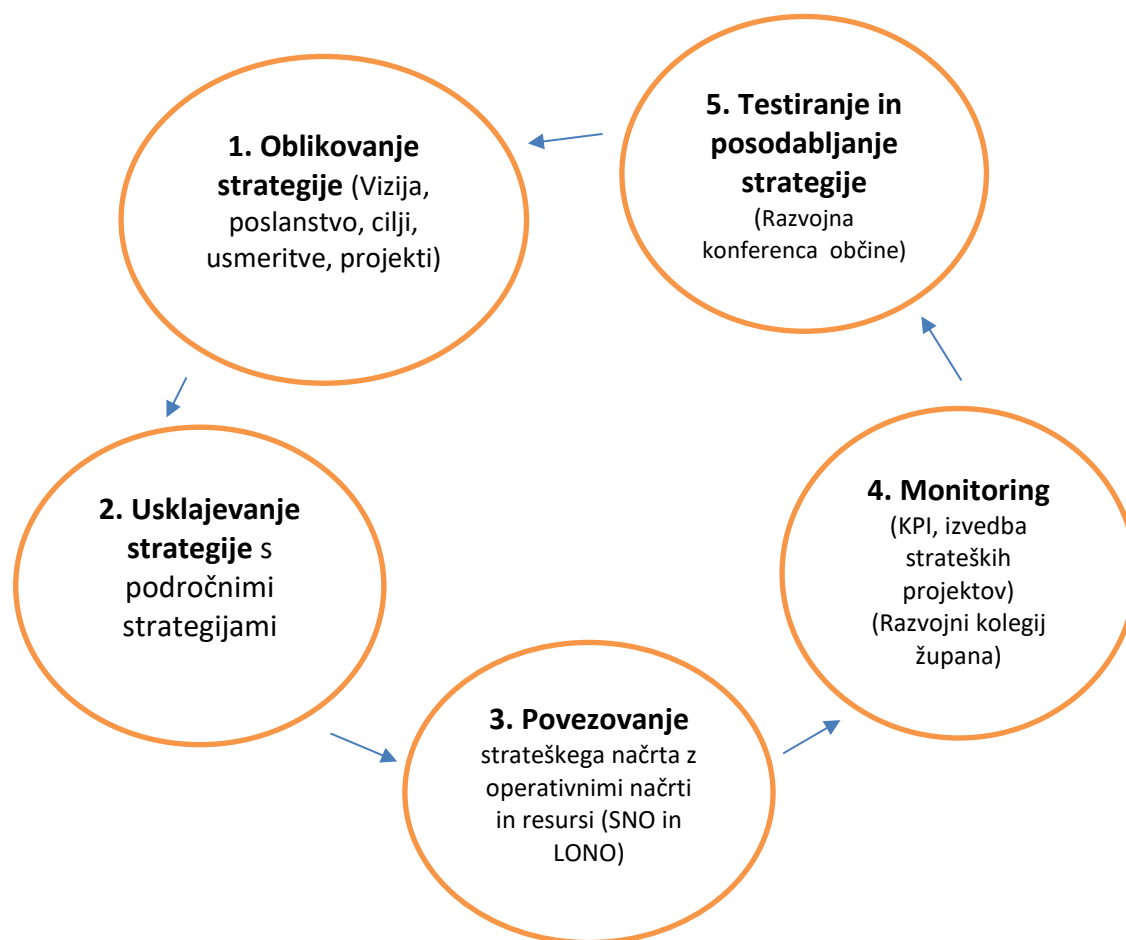 1. Oblikovanje
strategije (Vizija,
poslanstvo, cilji,
usmeritve, projekti)
2. Usklajevanje
strategije s
področnimi
strategijami
3. Povezovanje
strateškega načrta z
operativnimi načrti
in resursi (SNO in
LONO)
4. Monitoring
(KPI, izvedba
strateških
projektov)
(Razvojni kolegij
župana)
5. Testiranje in
posodabljanje
strategije
(Razvojna
konferenca občine)